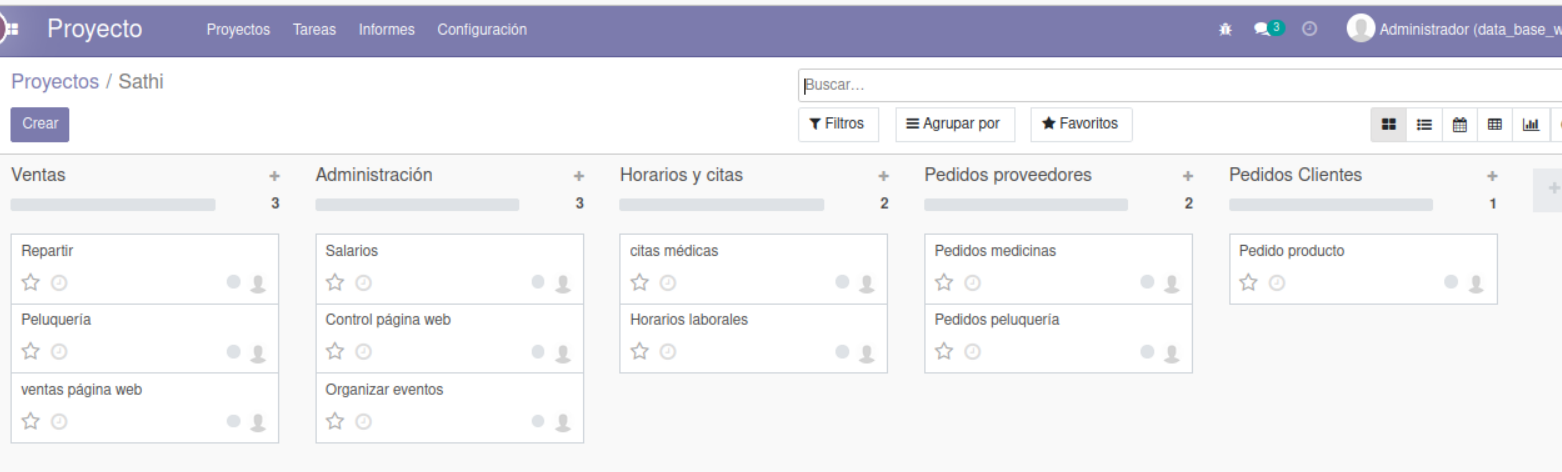 Proyecto Proyectos Tareas Informes Configuración 3 Administrador (data_base_w
Proyectos / Sathi
Buscar...
Crear Filtros Agrupar por Favoritos
Ventas + Administración + Horarios y citas + Pedidos proveedores + Pedidos Clientes + +
3 3 2 2 1
Repartir Salarios citas médicas Pedidos medicinas Pedido producto
Peluquería Control página web Horarios laborales Pedidos peluquería
ventas página web Organizar eventos